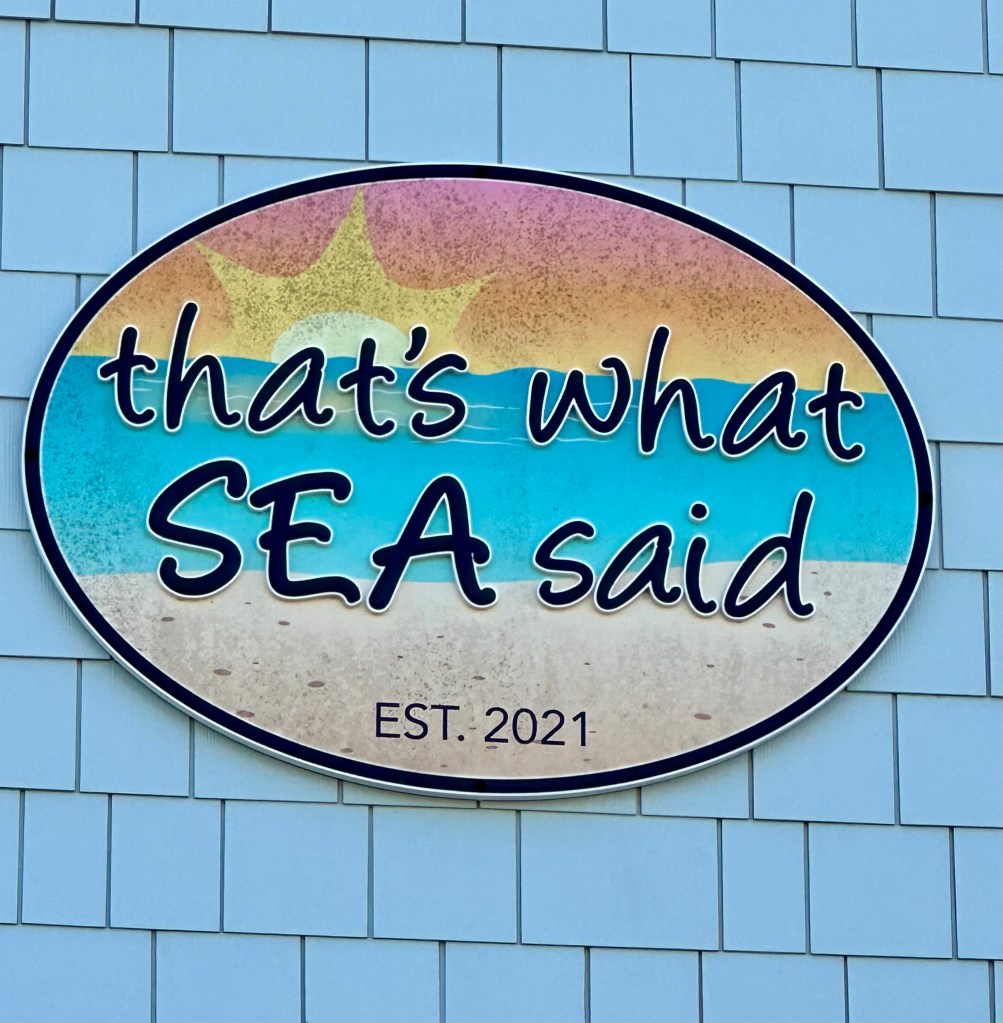 that's what
SEA said
EST. 2021